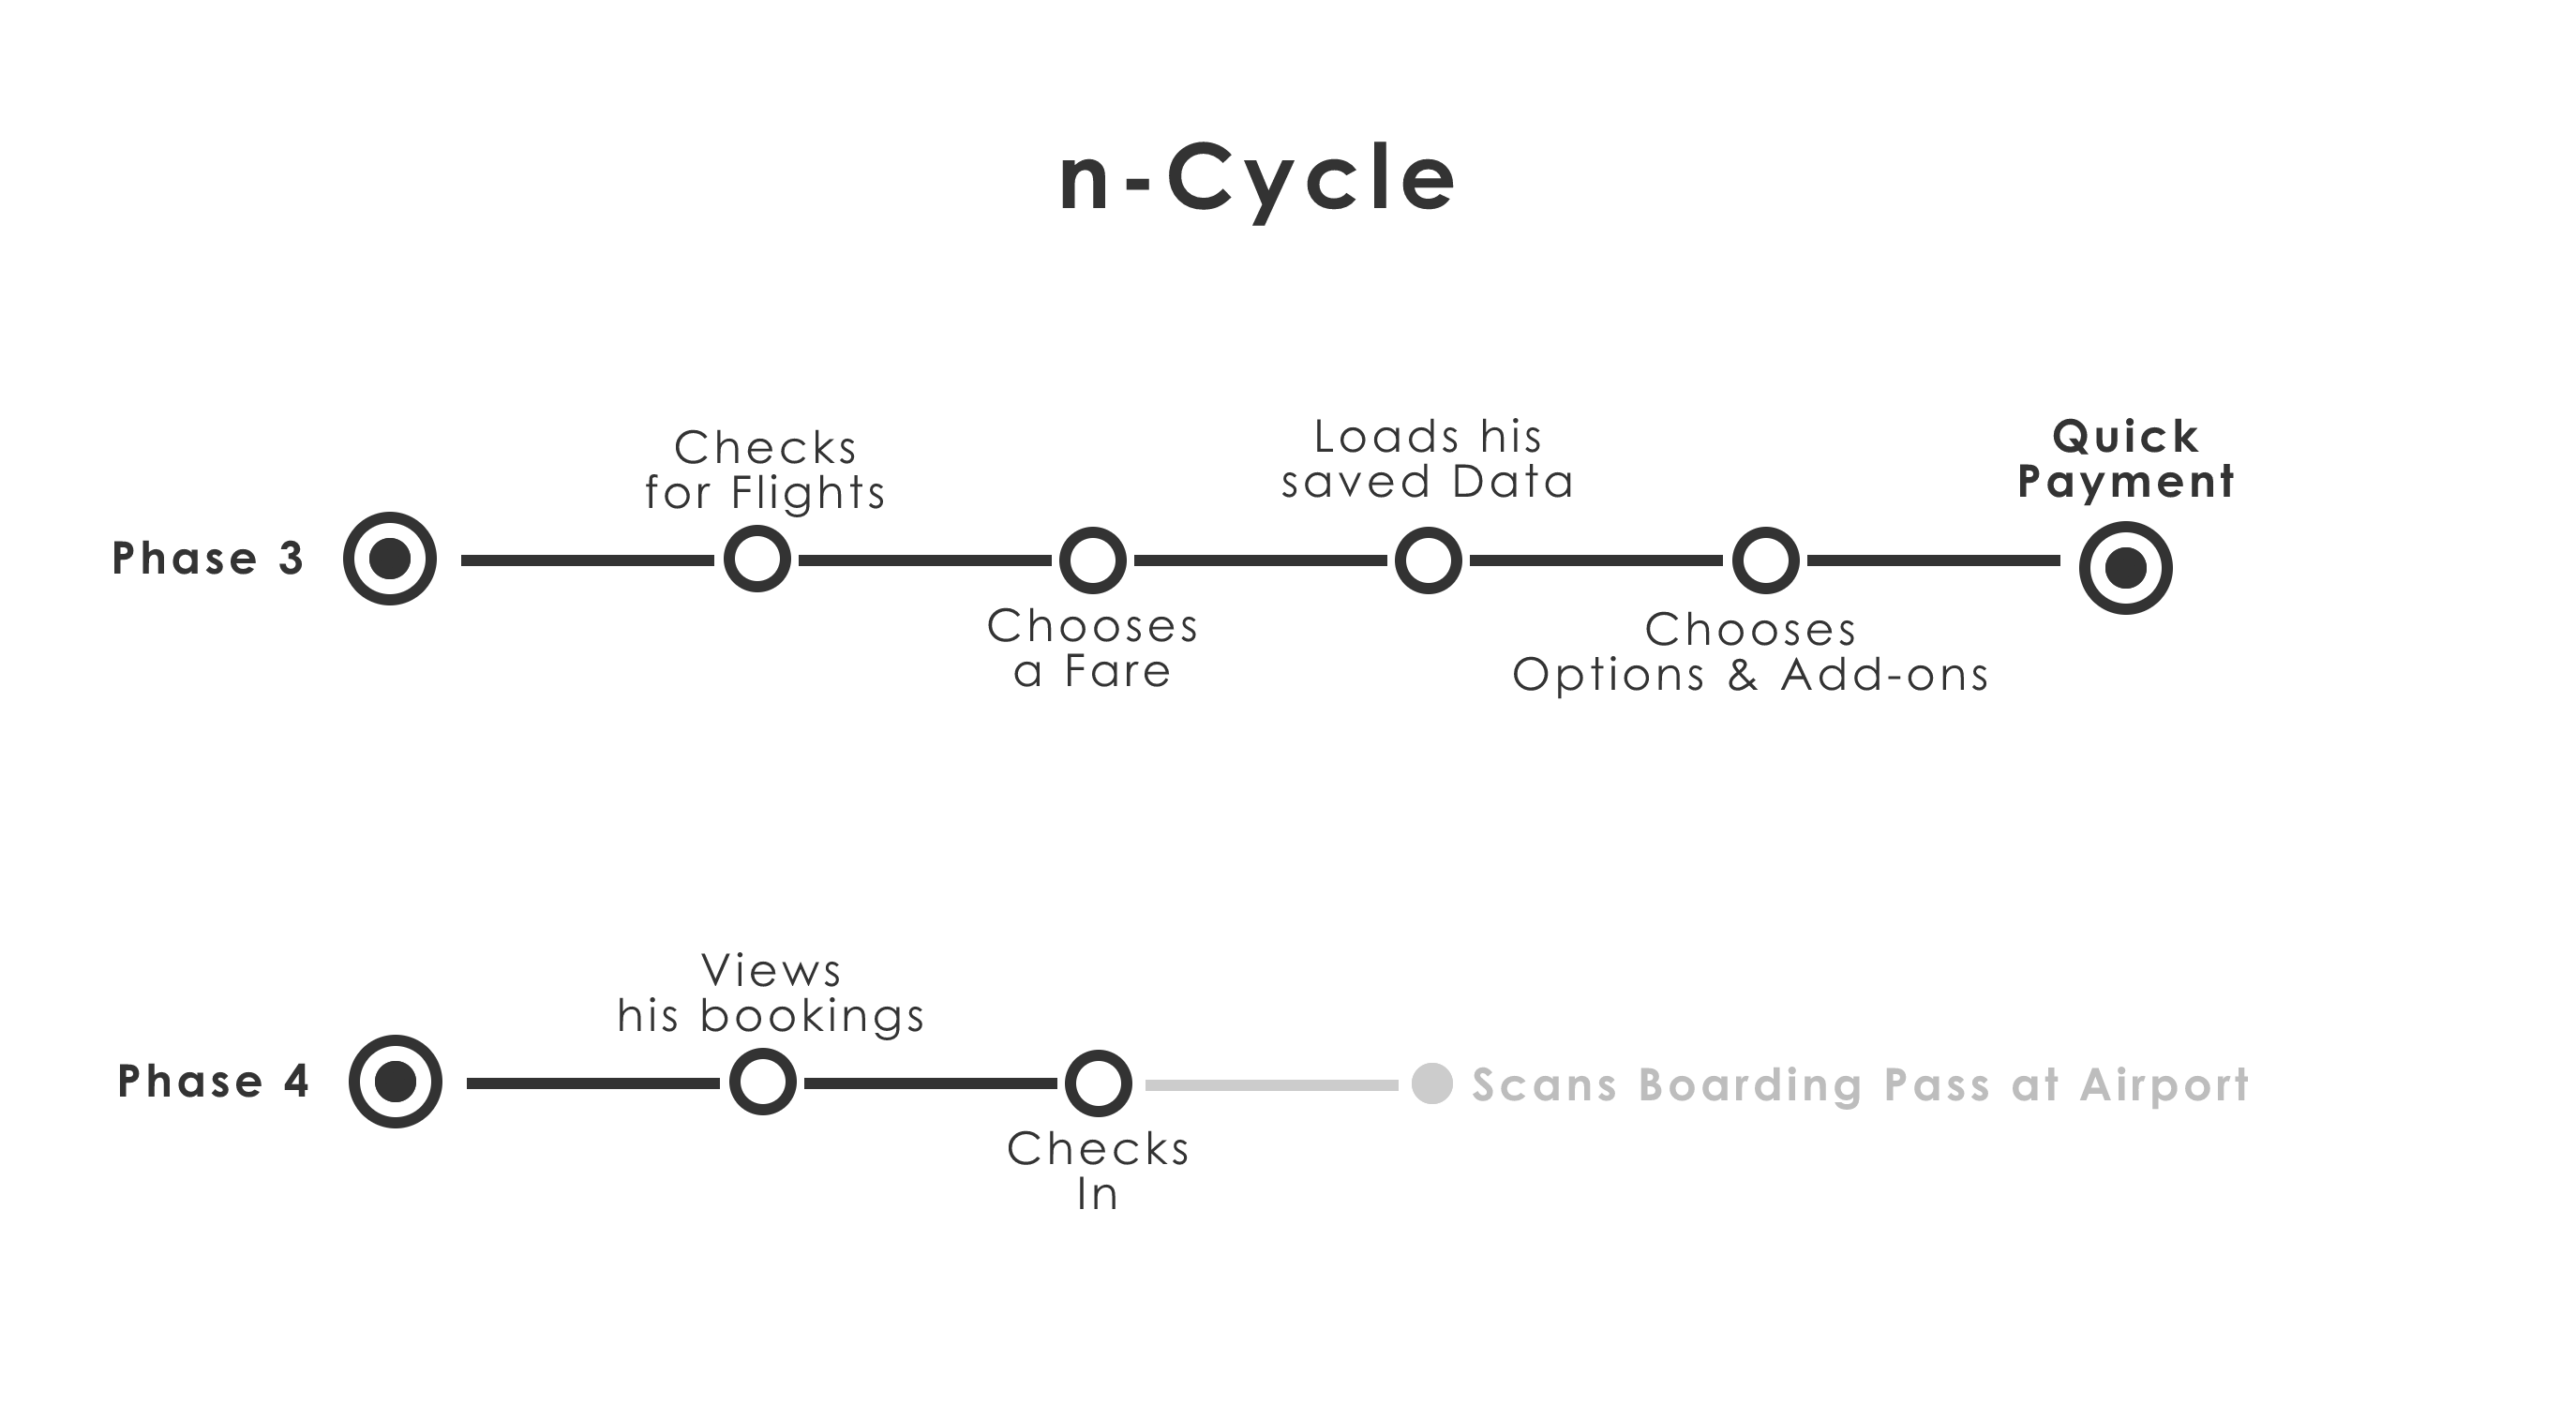 n-Cycle
Phase 3
Checks
for Flights
Chooses
a Fare
Loads his
saved Data
Chooses
Options & Add-ons
Quick
Payment
Phase 4
Views
his bookings
Checks
In
Scans Boarding Pass at Airport